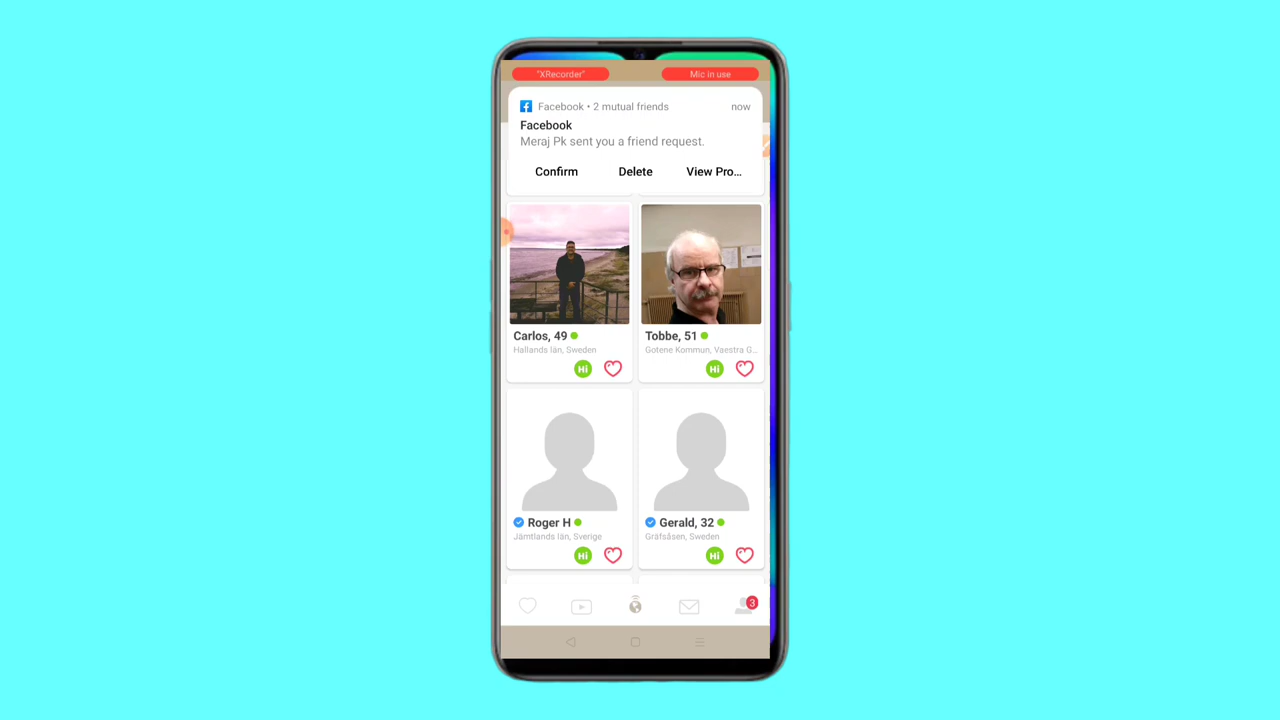 "XRecorder"
Mic in use
Facebook • 2 mutual friends
now
Facebook
Meraj Pk sent you a friend request.
Confirm
Delete
View Pro...
Carlos, 49
Hallands län, Sweden
Hi
Tobbe, 51
Gotene Kommun, Vaestra G...
Hi
Roger H
Jämtlands län, Sverige
Hi
Gerald, 32
Gräfsåsen, Sweden
Hi
3